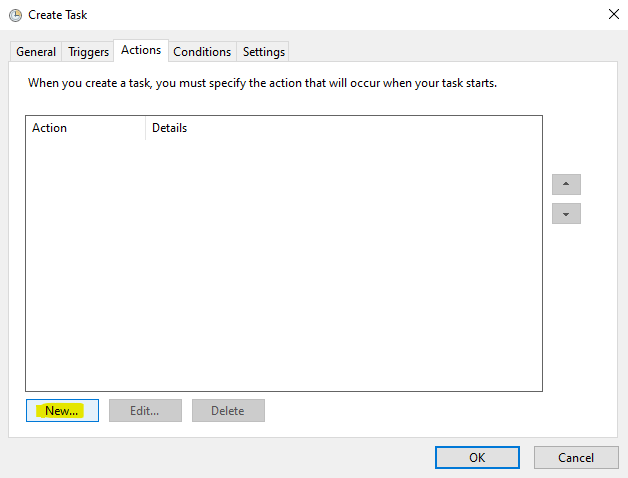 Create Task
General Triggers Actions Conditions Settings
When you create a task, you must specify the action that will occur when your task starts.
Action Details
New... Edit... Delete
OK Cancel